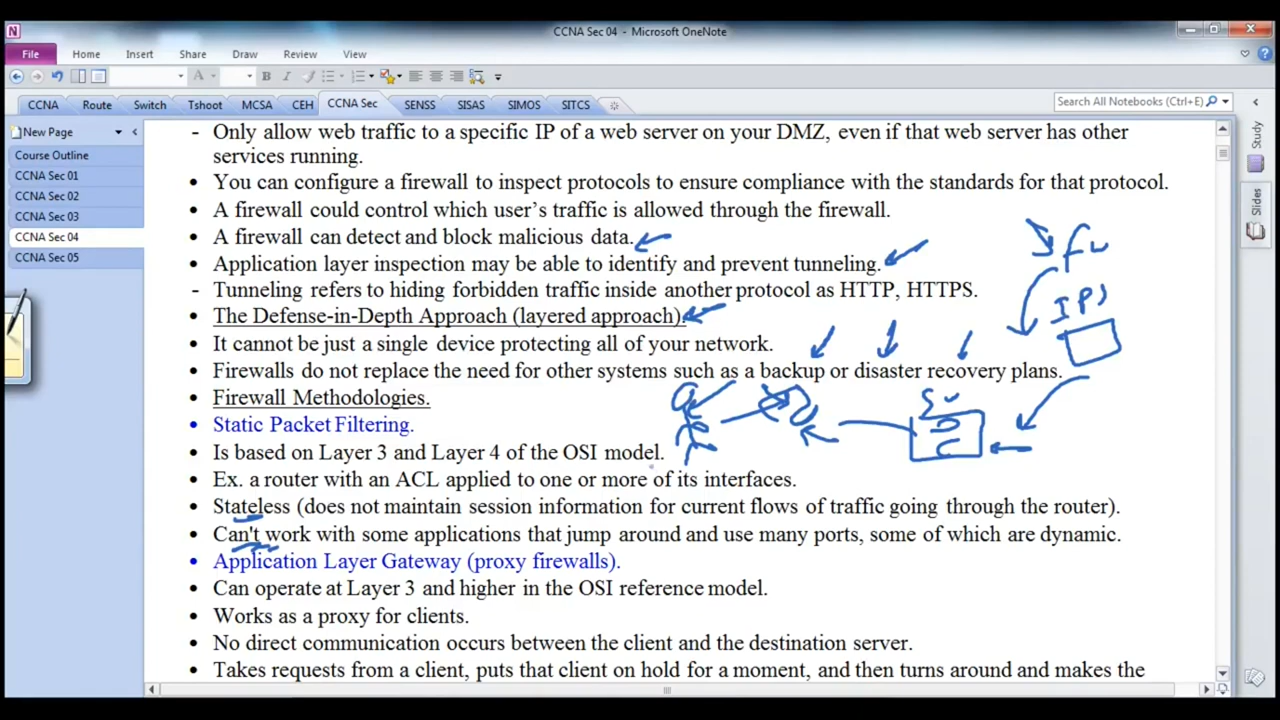 CCNA Sec 04 - Microsoft OneNote
File Home Insert Share Draw Review View
CCNA Route Switch Tshoot MCSA CEH CCNA Sec SENSS SISAS SIMOS SITCS
Search All Notebooks (Ctrl+E)
New Page
Course Outline
CCNA Sec 01
CCNA Sec 02
CCNA Sec 03
CCNA Sec 04
CCNA Sec 05
Study
Slides
- Only allow web traffic to a specific IP of a web server on your DMZ, even if that web server has other
services running.
• You can configure a firewall to inspect protocols to ensure compliance with the standards for that protocol.
• A firewall could control which user's traffic is allowed through the firewall.
• A firewall can detect and block malicious data.
• Application layer inspection may be able to identify and prevent tunneling.
- Tunneling refers to hiding forbidden traffic inside another protocol as HTTP, HTTPS.
• The Defense-in-Depth Approach (layered approach).
• It cannot be just a single device protecting all of your network.
• Firewalls do not replace the need for other systems such as a backup or disaster recovery plans.
• Firewall Methodologies.
• Static Packet Filtering.
• Is based on Layer 3 and Layer 4 of the OSI model.
• Ex. a router with an ACL applied to one or more of its interfaces.
• Stateless (does not maintain session information for current flows of traffic going through the router).
• Can't work with some applications that jump around and use many ports, some of which are dynamic.
• Application Layer Gateway (proxy firewalls).
• Can operate at Layer 3 and higher in the OSI reference model.
• Works as a proxy for clients.
• No direct communication occurs between the client and the destination server.
• Takes requests from a client, puts that client on hold for a moment, and then turns around and makes the
IPS